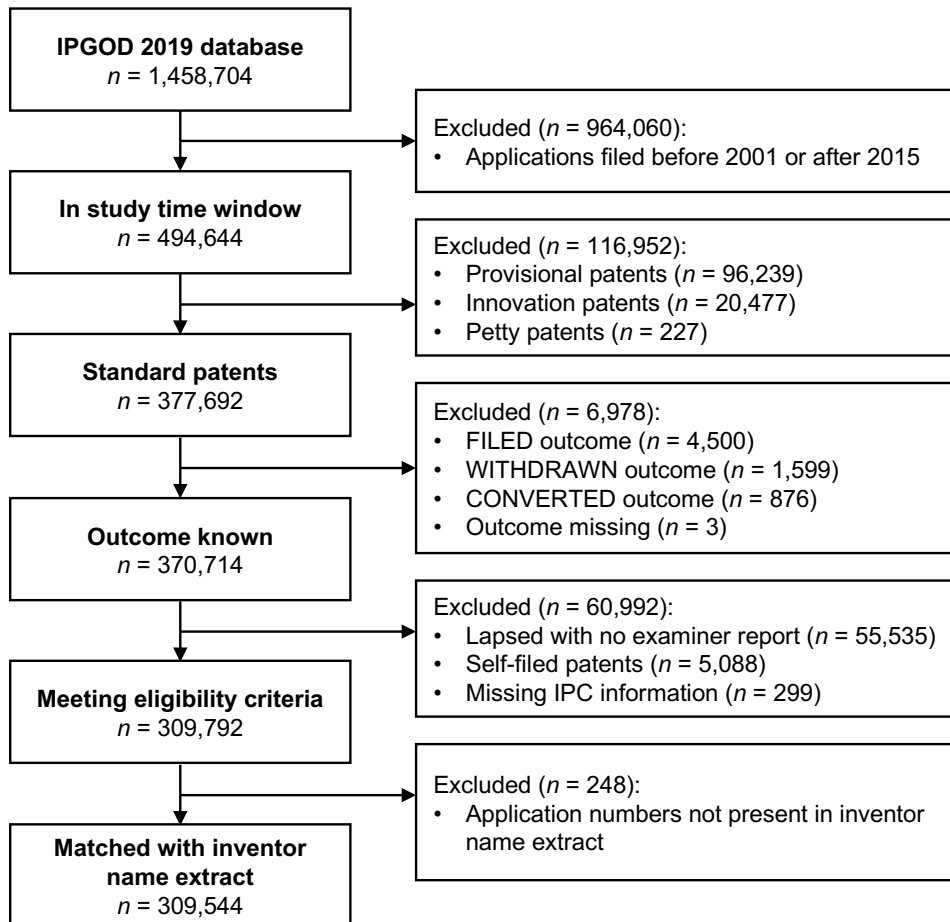 IPGOD 2019 database
n = 1,458,704
Excluded (n = 964,060):
• Applications filed before 2001 or after 2015
In study time window
n = 494,644
Excluded (n = 116,952):
• Provisional patents (n = 96,239)
• Innovation patents (n = 20,477)
• Petty patents (n = 227)
Standard patents
n = 377,692
Excluded (n = 6,978):
• FILED outcome (n = 4,500)
• WITHDRAWN outcome (n = 1,599)
• CONVERTED outcome (n = 876)
• Outcome missing (n = 3)
Outcome known
n = 370,714
Excluded (n = 60,992):
• Lapsed with no examiner report (n = 55,535)
• Self-filed patents (n = 5,088)
• Missing IPC information (n = 299)
Meeting eligibility criteria
n = 309,792
Excluded (n = 248):
• Application numbers not present in inventor
name extract
Matched with inventor
name extract
n = 309,544